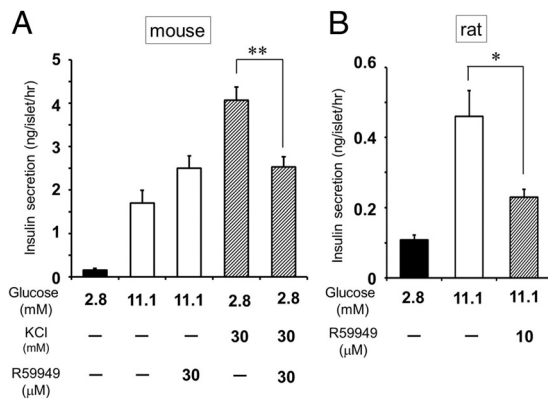 A
mouse
B
rat
Insulin secretion (ng/islet/hr)
5
4
3
2
1
0
**
Glucose (mM) 2.8 11.1 11.1 2.8 2.8
KCl (mM) — — — 30 30
R59949 (μM) — — 30 — 30
Insulin secretion (ng/islet/hr)
0.6
0.4
0.2
0
*
Glucose (mM) 2.8 11.1 11.1
R59949 (μM) — — 10